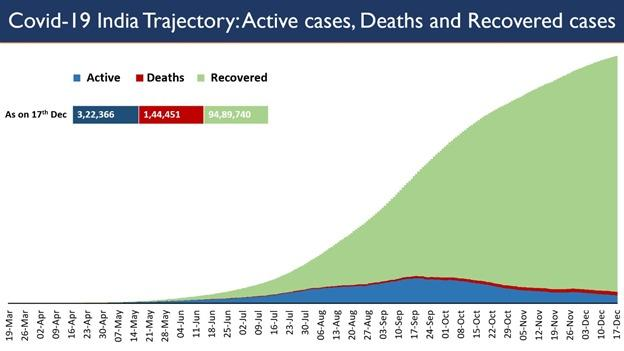 Covid-19 India Trajectory: Active cases, Deaths and Recovered cases
Active Deaths Recovered
As on 17th Dec 3,22,366 1,44,451 94,89,740
19-Mar
26-Mar
02-Apr
09-Apr
16-Apr
23-Apr
30-Apr
07-May
14-May
21-May
28-May
04-Jun
11-Jun
18-Jun
25-Jun
02-Jul
09-Jul
16-Jul
23-Jul
30-Jul
06-Aug
13-Aug
20-Aug
27-Aug
03-Sep
10-Sep
17-Sep
24-Sep
01-Oct
08-Oct
15-Oct
22-Oct
29-Oct
05-Nov
12-Nov
19-Nov
26-Nov
03-Dec
10-Dec
17-Dec